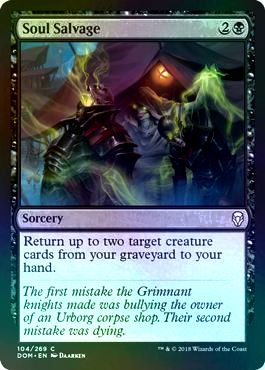 Soul Salvage 2
Sorcery
Return up to two target creature
cards from your graveyard to your
hand.
The first mistake the Grimnant
knights made was bullying the owner
of an Urborg corpse shop. Their second
mistake was dying.
104/269 C
DOM • EN Daarken
™ & © 2018 Wizards of the Coast